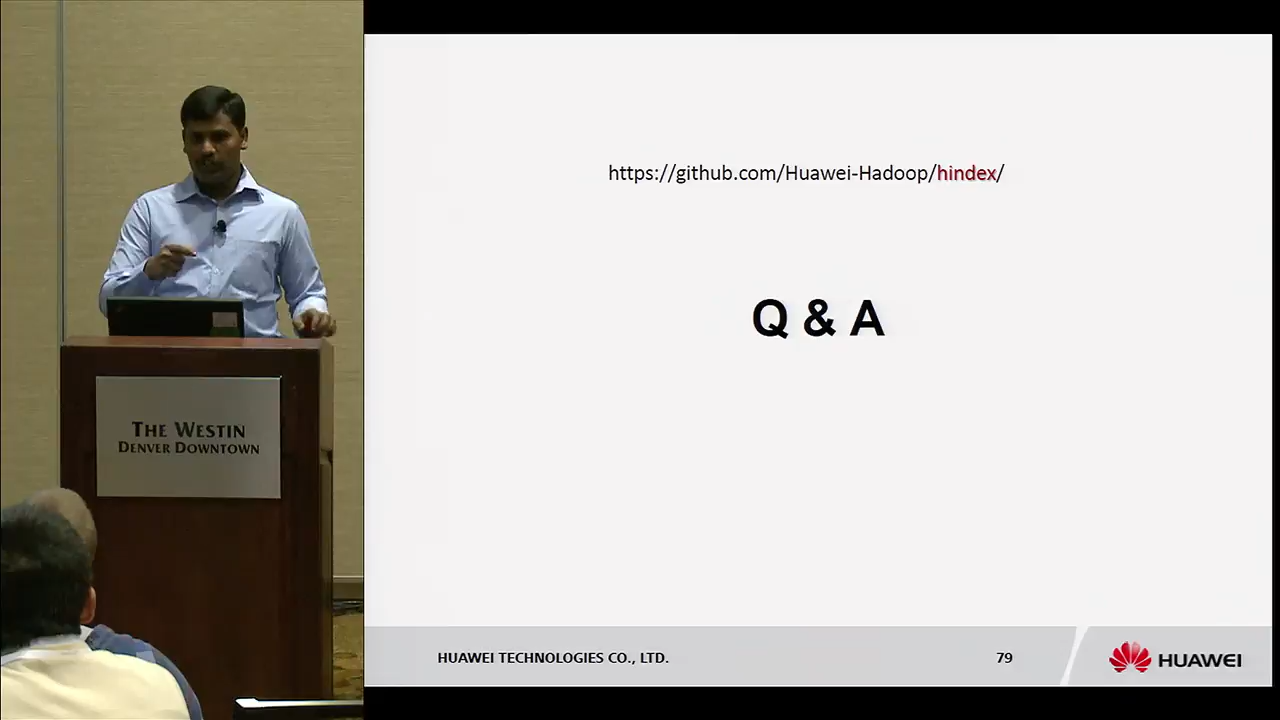 https://github.com/Huawei-Hadoop/hindex/
Q & A
THE WESTIN
DENVER DOWNTOWN
HUAWEI TECHNOLOGIES CO., LTD.
79
HUAWEI